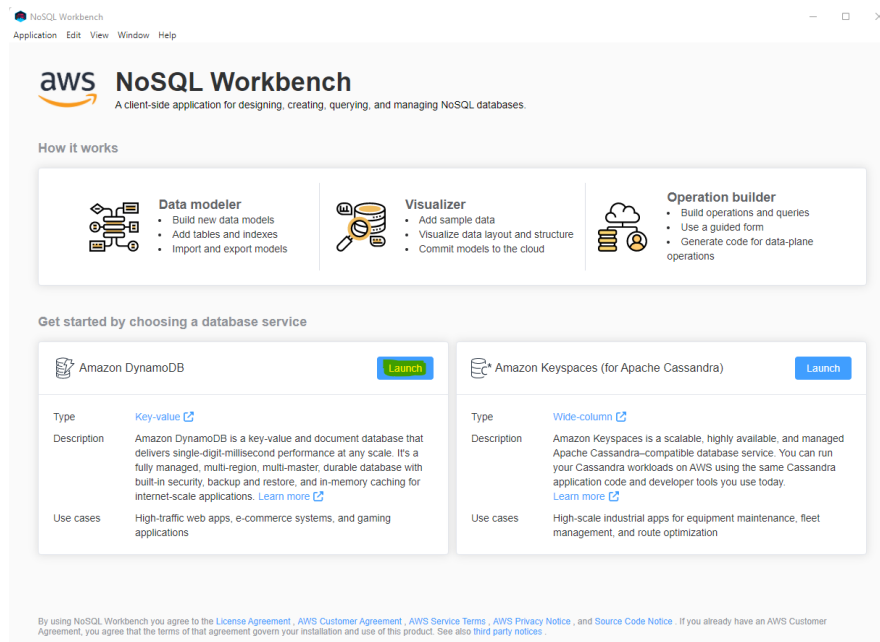 NoSQL Workbench
Application Edit View Window Help
aws NoSQL Workbench
A client-side application for designing, creating, querying, and managing NoSQL databases.
How it works
Data modeler
• Build new data models
• Add tables and indexes
• Import and export models
Visualizer
• Add sample data
• Visualize data layout and structure
• Commit models to the cloud
Operation builder
• Build operations and queries
• Use a guided form
• Generate code for data-plane
operations
Get started by choosing a database service
Amazon DynamoDB Launch
Type Key-value
Description Amazon DynamoDB is a key-value and document database that
delivers single-digit-millisecond performance at any scale. It's a
fully managed, multi-region, multi-master, durable database with
built-in security, backup and restore, and in-memory caching for
internet-scale applications. Learn more
Use cases High-traffic web apps, e-commerce systems, and gaming
applications
C* Amazon Keyspaces (for Apache Cassandra) Launch
Type Wide-column
Description Amazon Keyspaces is a scalable, highly available, and managed
Apache Cassandra–compatible database service. You can run
your Cassandra workloads on AWS using the same Cassandra
application code and developer tools you use today.
Learn more
Use cases High-scale industrial apps for equipment maintenance, fleet
management, and route optimization
By using NoSQL Workbench you agree to the License Agreement , AWS Customer Agreement , AWS Service Terms , AWS Privacy Notice , and Source Code Notice . If you already have an AWS Customer
Agreement, you agree that the terms of that agreement govern your installation and use of this product. See also third party notices .